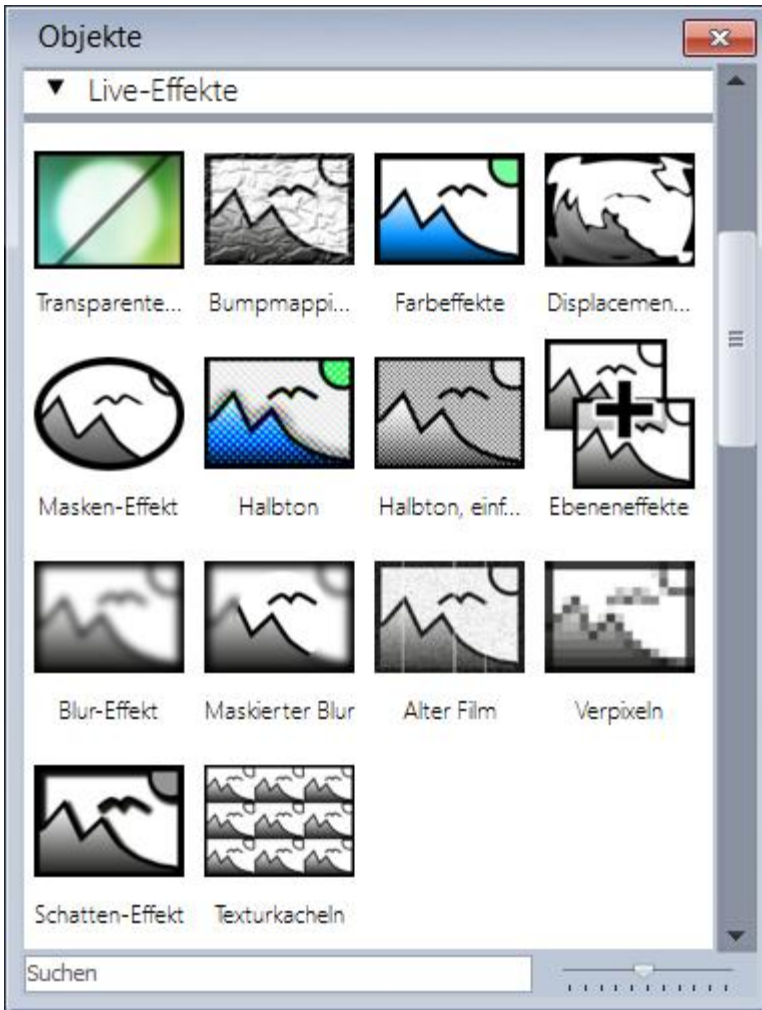 Objekte
Live-Effekte
Transparente...
Bumpmappi...
Farbeffekte
Displacemen...
Masken-Effekt
Halbton
Halbton, einf...
Ebeneneffekte
Blur-Effekt
Maskierter Blur
Alter Film
Verpixeln
Schatten-Effekt
Texturkacheln
Suchen